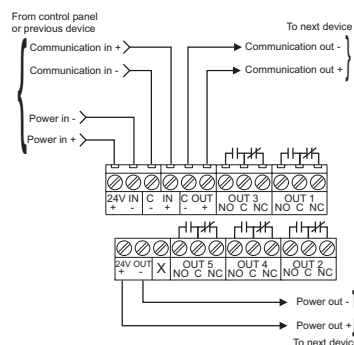 From control panel
or previous device
To next device
Communication in +
Communication out -
Communication in -
Communication out +
Power in -
Power in +
24V IN C IN C OUT OUT 3 OUT 1
+ - - + - + NO C NC NO C NC
24V OUT X OUT 5 OUT 4 OUT 2
+ - NO C NC NO C NC NO C NC
Power out -
Power out +
To next device